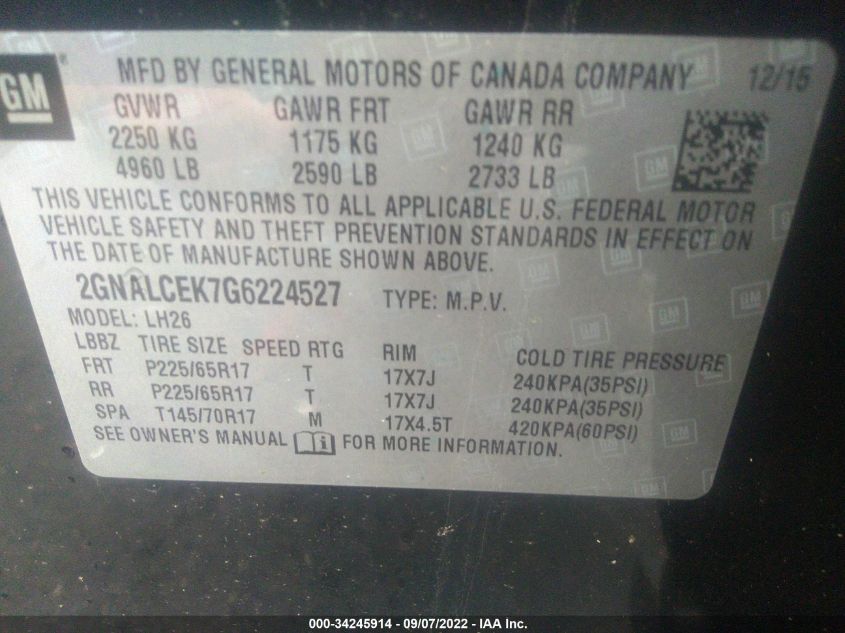 GM ®
MFD BY GENERAL MOTORS OF CANADA COMPANY 12/15
GVWR GAWR FRT GAWR RR
2250 KG 1175 KG 1240 KG
4960 LB 2590 LB 2733 LB
THIS VEHICLE CONFORMS TO ALL APPLICABLE U.S. FEDERAL MOTOR
VEHICLE SAFETY AND THEFT PREVENTION STANDARDS IN EFFECT ON
THE DATE OF MANUFACTURE SHOWN ABOVE.
2GNALCEK7G6224527 TYPE: M.P.V.
MODEL: LH26
LBBZ TIRE SIZE SPEED RTG RIM COLD TIRE PRESSURE
FRT P225/65R17 T 17X7J 240KPA(35PSI)
RR P225/65R17 T 17X7J 240KPA(35PSI)
SPA T145/70R17 M 17X4.5T 420KPA(60PSI)
SEE OWNER'S MANUAL i FOR MORE INFORMATION.
000-34245914 - 09/07/2022 - IAA Inc.